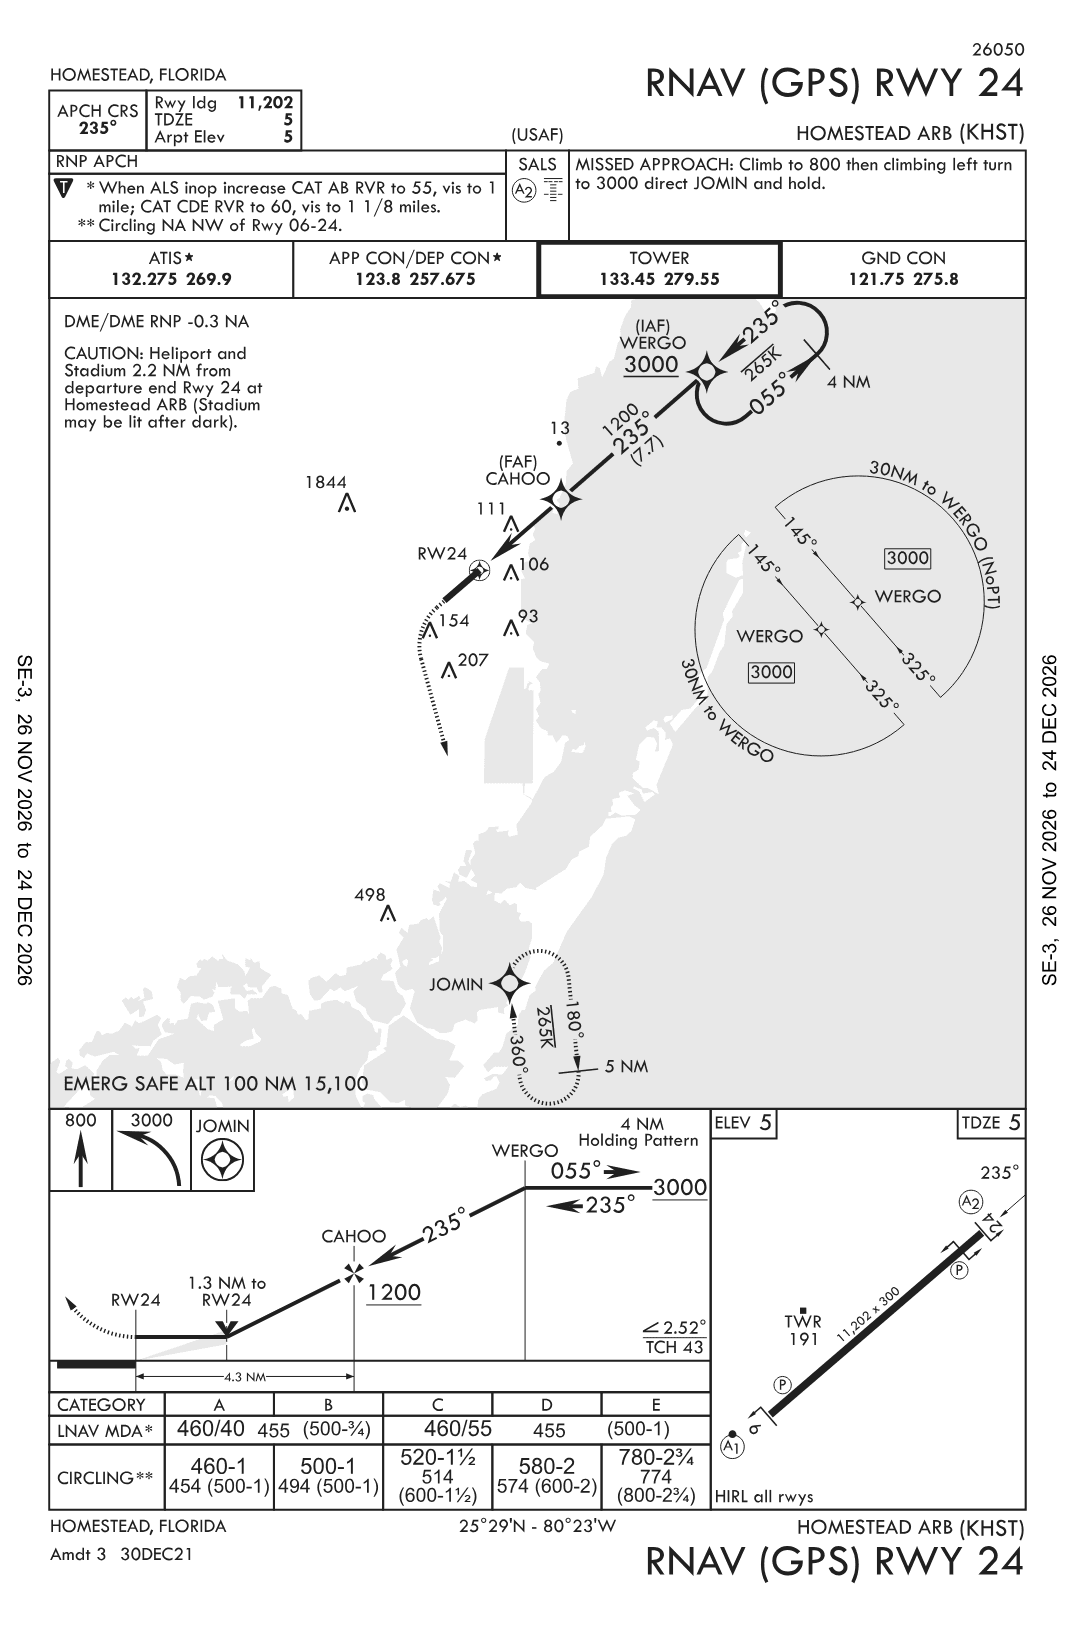 26050
HOMESTEAD, FLORIDA
RNAV (GPS) RWY 24
APCH CRS
235°
Rwy ldg 11,202
TDZE 5
Arpt Elev 5
(USAF)
HOMESTEAD ARB (KHST)
RNP APCH
T
* When ALS inop increase CAT AB RVR to 55, vis to 1
mile; CAT CDE RVR to 60, vis to 1 1/8 miles.
** Circling NA NW of Rwy 06-24.
SALS
A2
MISSED APPROACH: Climb to 800 then climbing left turn
to 3000 direct JOMIN and hold.
ATIS★
132.275 269.9
APP CON/DEP CON★
123.8 257.675
TOWER
133.45 279.55
GND CON
121.75 275.8
DME/DME RNP -0.3 NA
CAUTION: Heliport and
Stadium 2.2 NM from
departure end Rwy 24 at
Homestead ARB (Stadium
may be lit after dark).
(IAF)
WERGO
3000
235°
265K
055°
4 NM
1200
235°
(7.7)
13
(FAF)
CAHOO
1844
111
RW24
106
154
93
207
30NM to WERGO (NoPT)
145°
3000
WERGO
325°
145°
WERGO
3000
325°
30NM to WERGO
498
JOMIN
180°
265K
360°
5 NM
EMERG SAFE ALT 100 NM 15,100
SE-3, 26 NOV 2026 to 24 DEC 2026
SE-3, 26 NOV 2026 to 24 DEC 2026
800
3000
JOMIN
4 NM
Holding Pattern
WERGO
055°
3000
235°
235°
CAHOO
1200
1.3 NM to
RW24
RW24
2.52°
TCH 43
4.3 NM
ELEV 5
TDZE 5
235°
A2
24
P
TWR
191
11,202 x 300
P
6
A1
HIRL all rwys
CATEGORY A B C D E
LNAV MDA* 460/40 455 (500-¾) 460/55 455 (500-1)
CIRCLING**
460-1
454 (500-1)
500-1
494 (500-1)
520-1½
514
(600-1½)
580-2
574 (600-2)
780-2¾
774
(800-2¾)
HOMESTEAD, FLORIDA
25°29'N - 80°23'W
HOMESTEAD ARB (KHST)
Amdt 3 30DEC21
RNAV (GPS) RWY 24